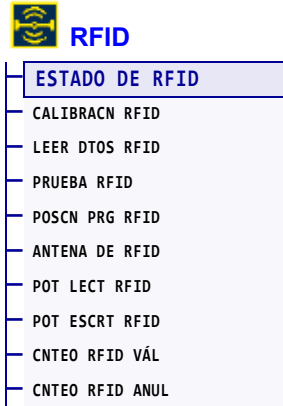 RFID
ESTADO DE RFID
CALIBRACN RFID
LEER DTOS RFID
PRUEBA RFID
POSCN PRG RFID
ANTENA DE RFID
POT LECT RFID
POT ESCRT RFID
CNTEO RFID VÁL
CNTEO RFID ANUL